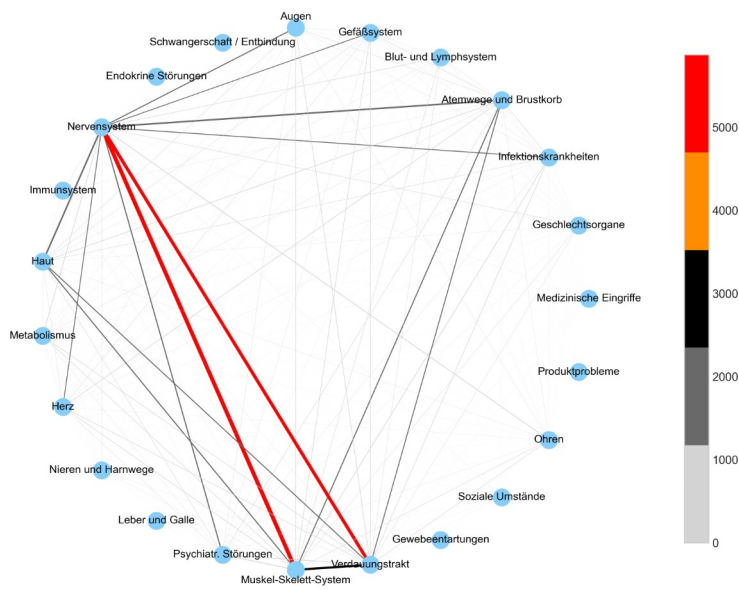 Augen
Gefäßsystem
Schwangerschaft / Entbindung
Blut- und Lymphsystem
Endokrine Störungen
Atemwege und Brustkorb
Nervensystem
Infektionskrankheiten
Immunsystem
Geschlechtsorgane
Haut
Medizinische Eingriffe
Metabolismus
Produktprobleme
Herz
Ohren
Nieren und Harnwege
Soziale Umstände
Leber und Galle
Gewebeentartungen
Psychiatr. Störungen
Verdauungstrakt
Muskel-Skelett-System
5000
4000
3000
2000
1000
0